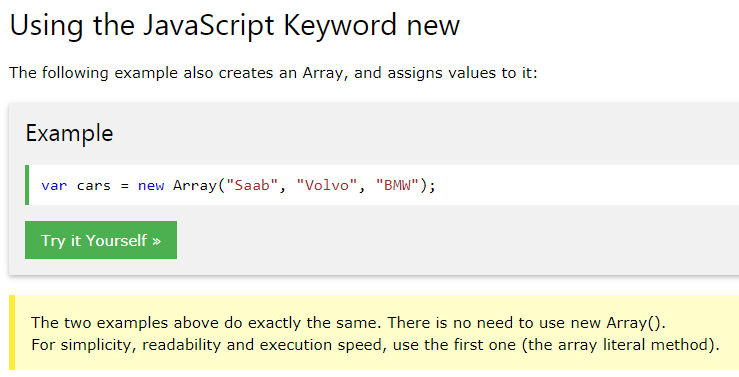 Using the JavaScript Keyword new
The following example also creates an Array, and assigns values to it:
Example
var cars = new Array("Saab", "Volvo", "BMW");
Try it Yourself »
The two examples above do exactly the same. There is no need to use new Array().
For simplicity, readability and execution speed, use the first one (the array literal method).